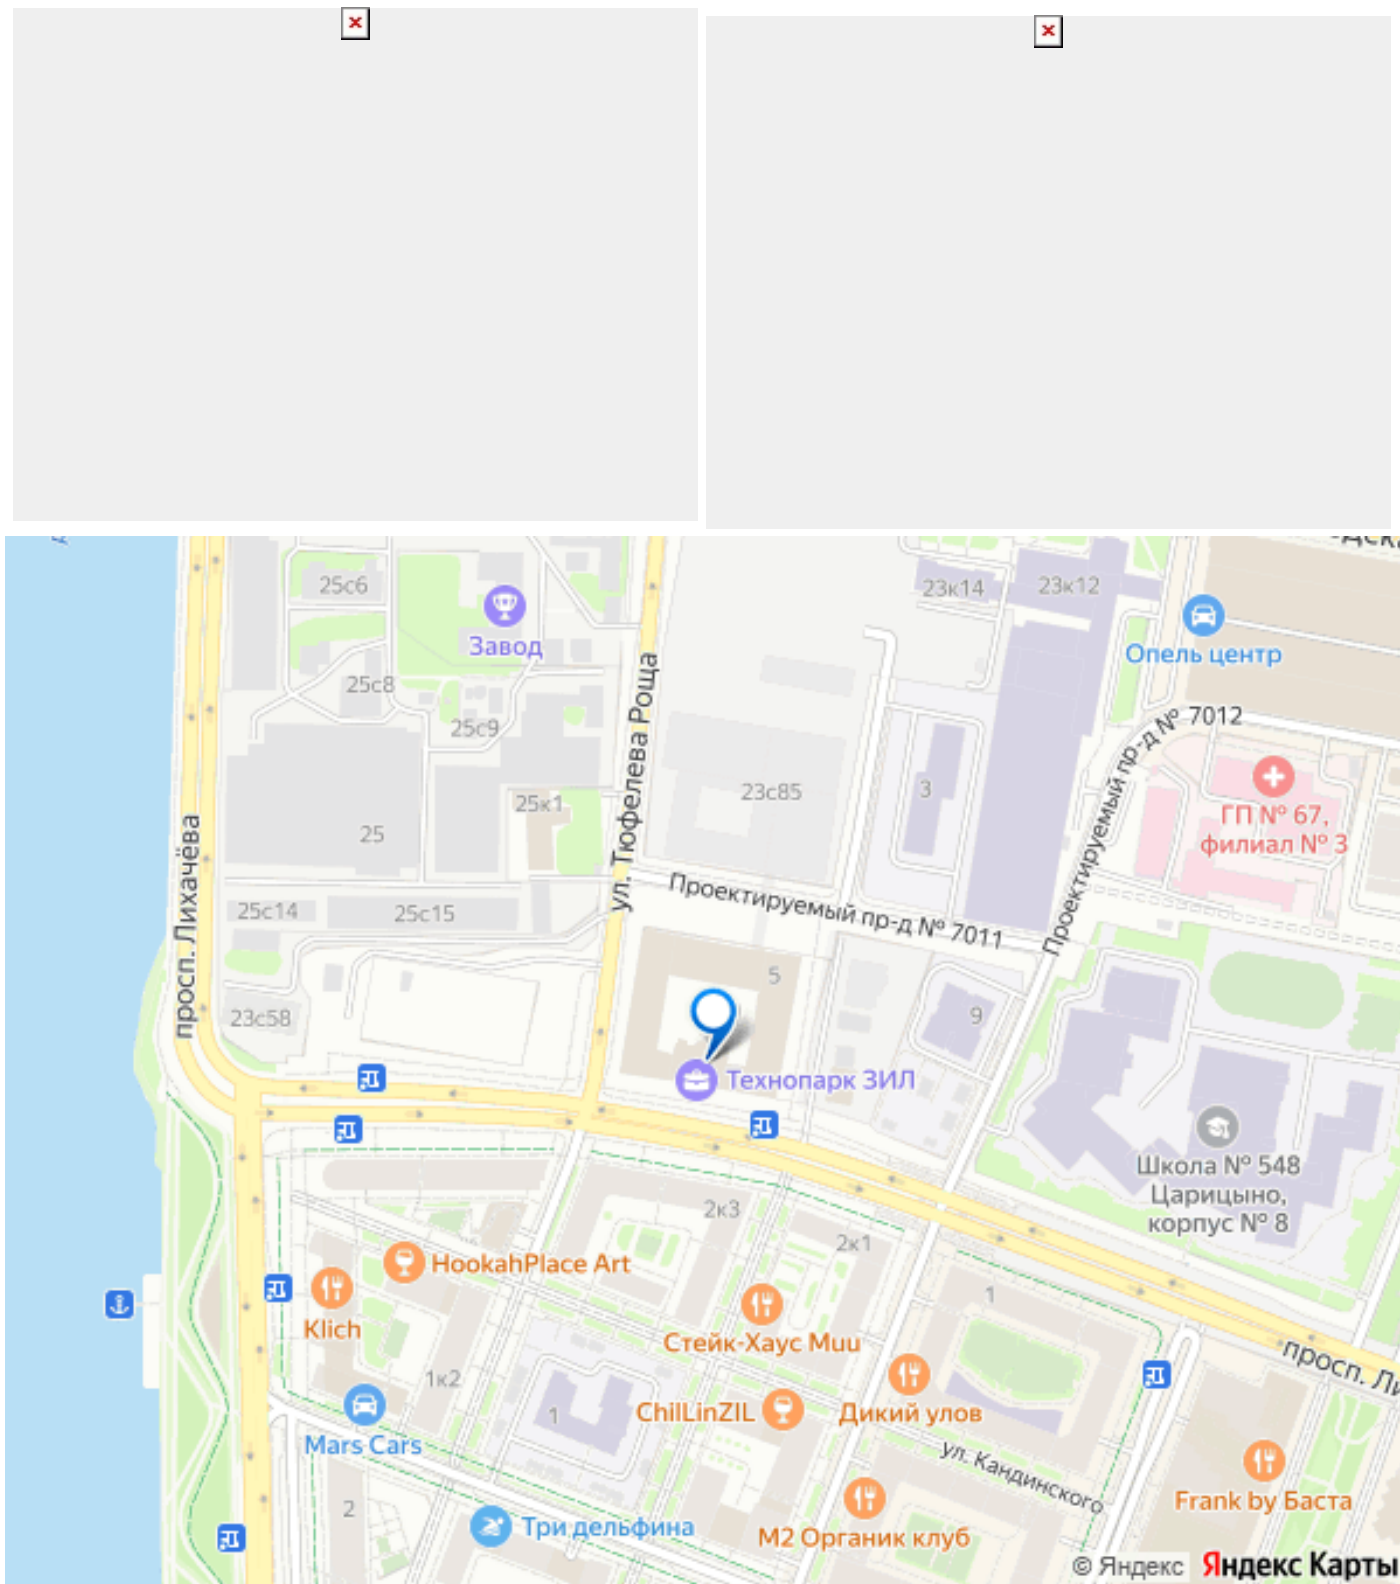 25с6
23к14
23к12
Завод
Опель центр
25с8
25с9
ул. Тюфелева Роща
Проектируемый пр-д № 7012
25к1
23с85
3
25
ГП № 67,
филиал № 3
просп. Лихачёва
25с14
25с15
Проектируемый пр-д № 7011
5
23с58
9
Технопарк ЗИЛ
Школа № 548
Царицыно,
корпус № 8
2к3
2к1
HookahPlace Art
1
Klich
Стейк-Хаус Muu
просп. Ли
1к2
1
ChillLinZIL
Дикий улов
Mars Cars
ул. Кандинского
2
Frank by Баста
Три дельфина
М2 Органик клуб
© Яндекс Яндекс Карты